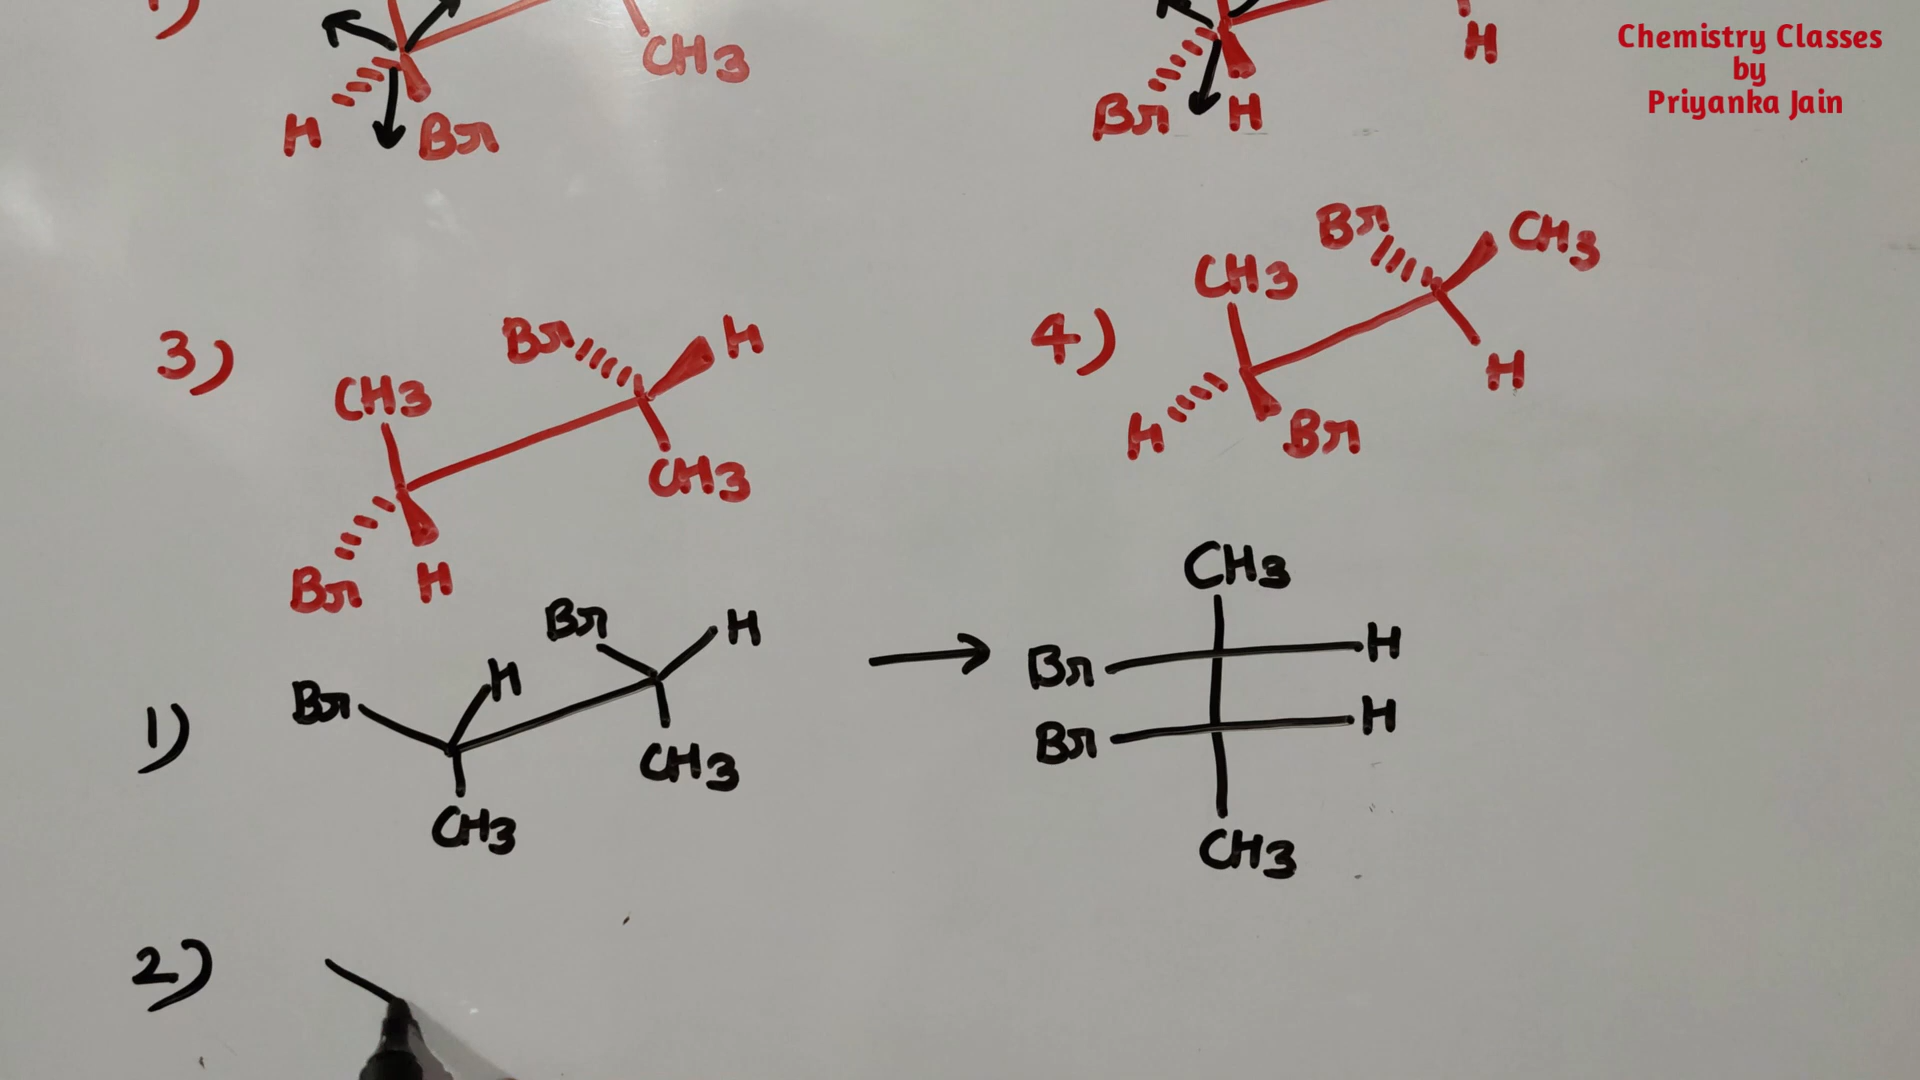 )
CH3
H
Br
H
Br
H
Chemistry Classes
by
Priyanka Jain
3)
Br
H
CH3
CH3
Br
H
4)
Br
CH3
CH3
H
H
Br
1)
Br
H
Br
H
CH3
CH3
CH3
Br
H
Br
H
CH3
2)